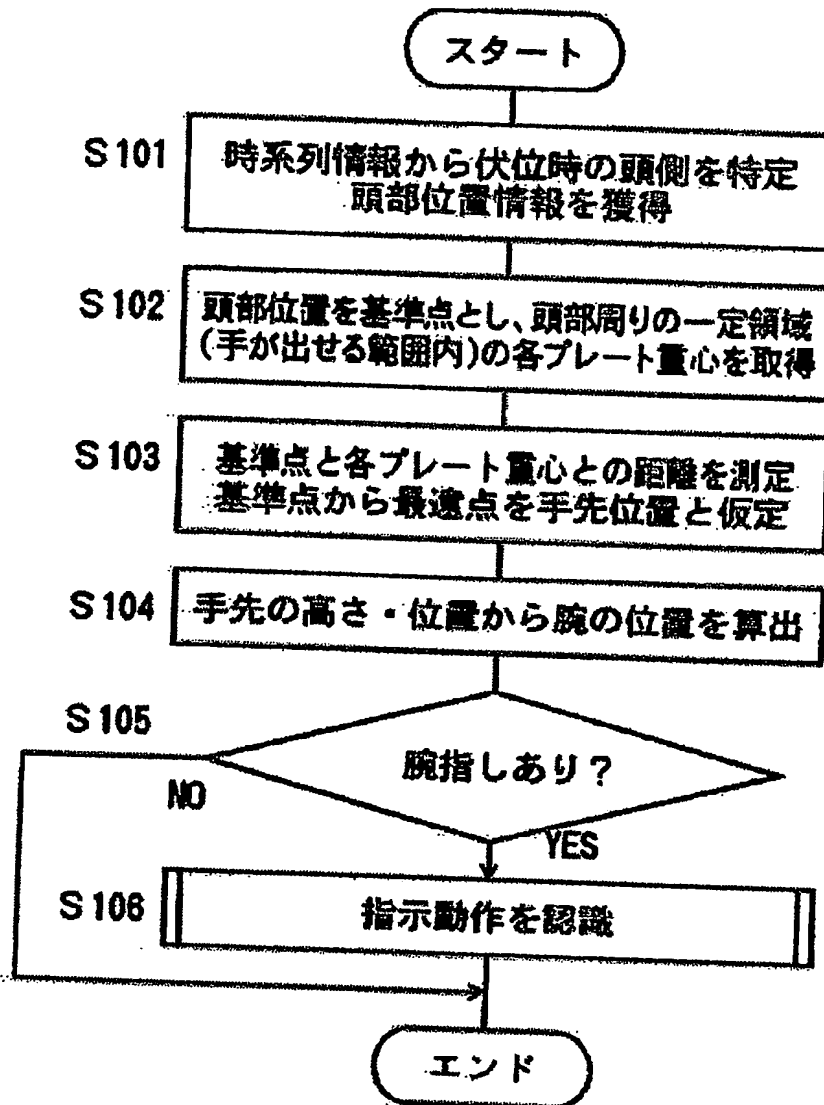 スタート
S101
時系列情報から伏位時の頭側を特定
頭部位置情報を獲得
S102
頭部位置を基準点とし、頭部周りの一定領域
(手が出せる範囲内)の各プレート重心を取得
S103
基準点と各プレート重心との距離を測定
基準点から最遠点を手先位置と仮定
S104
手先の高さ・位置から腕の位置を算出
S105
腕指しあり?
NO
YES
S106
指示動作を認識
エンド